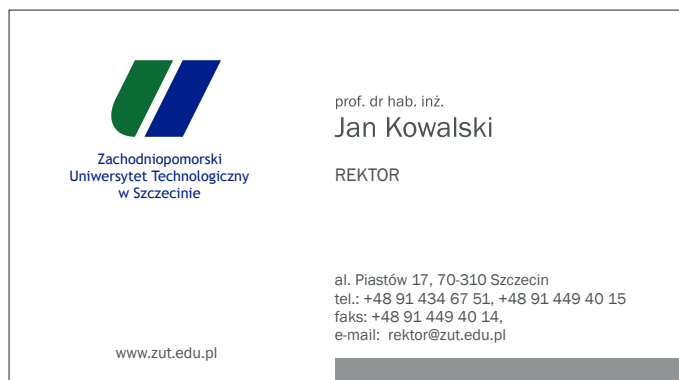 Zachodniopomorski
Uniwersytet Technologiczny
w Szczecinie
www.zut.edu.pl
prof. dr hab. inż.
Jan Kowalski
REKTOR
al. Piastów 17, 70-310 Szczecin
tel.: +48 91 434 67 51, +48 91 449 40 15
faks: +48 91 449 40 14,
e-mail:  rektor@zut.edu.pl